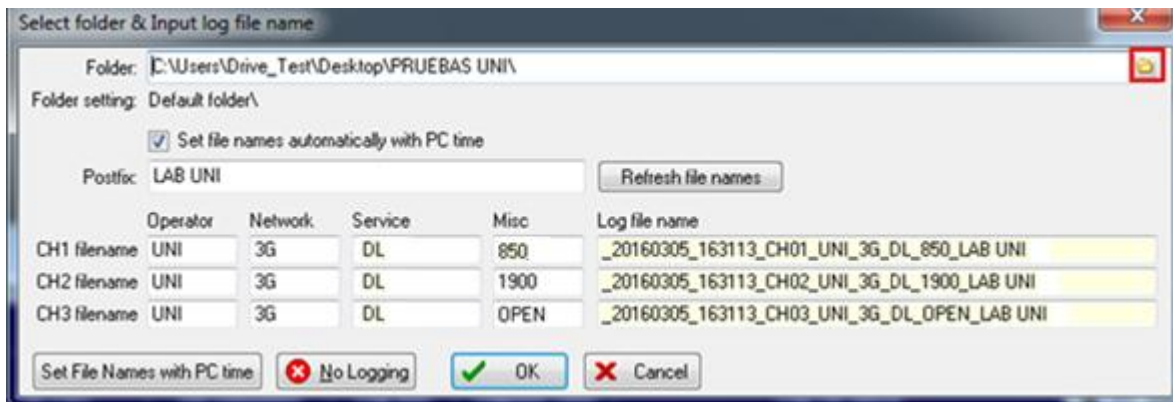 Select folder & Input log file name
Folder: C:\Users\Drive_Test\Desktop\PRUEBAS UNI\
Folder setting: Default folder\
Set file names automatically with PC time
Postfix: LAB UNI Refresh file names
Operator Network Service Misc Log file name
CH1 filename UNI 3G DL 850 _20160305_163113_CH01_UNI_3G_DL_850_LAB UNI
CH2 filename UNI 3G DL 1900 _20160305_163113_CH02_UNI_3G_DL_1900_LAB UNI
CH3 filename UNI 3G DL OPEN _20160305_163113_CH03_UNI_3G_DL_OPEN_LAB UNI
Set File Names with PC time No Logging OK Cancel